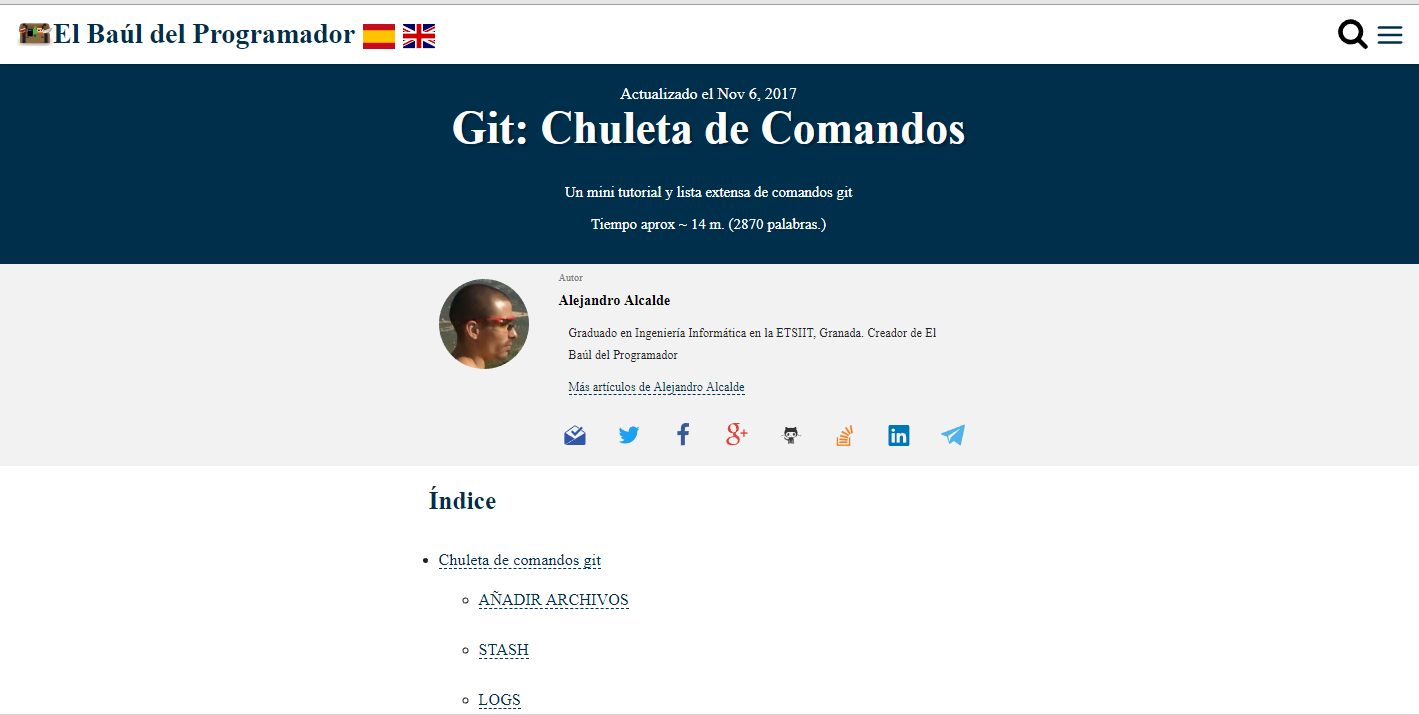 El Baúl del Programador
Actualizado el Nov 6, 2017
Git: Chuleta de Comandos
Un mini tutorial y lista extensa de comandos git
Tiempo aprox ~ 14 m. (2870 palabras.)
Autor
Alejandro Alcalde
Graduado en Ingeniería Informática en la ETSIIT, Granada. Creador de El
Baúl del Programador
Más artículos de Alejandro Alcalde
Índice
Chuleta de comandos git
AÑADIR ARCHIVOS
STASH
LOGS